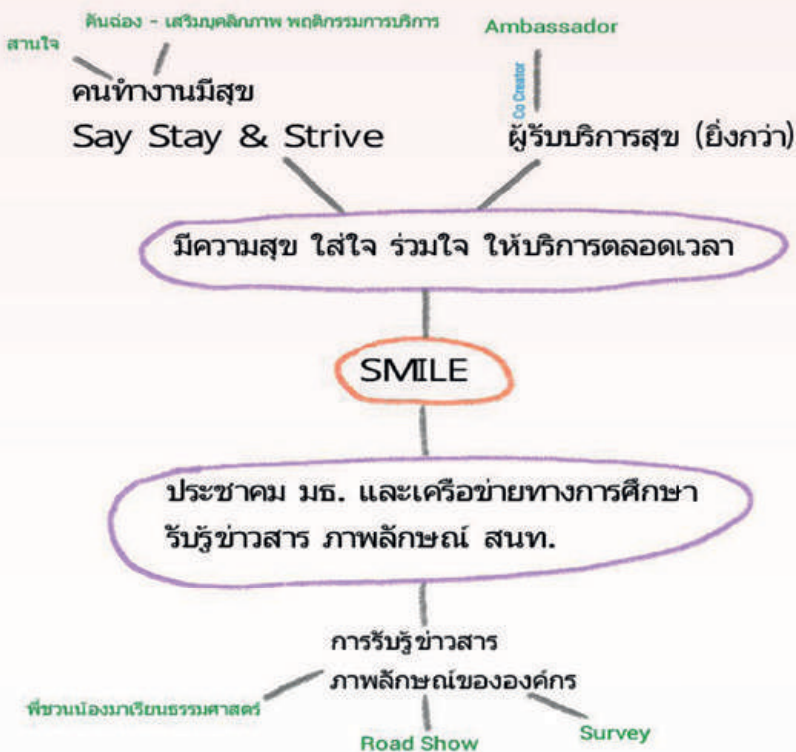 คันฉ่อง - เสริมบุคลิกภาพ พฤติกรรมการบริการ
Ambassador
สานใจ
Co Creator
คนทำงานมีสุข
Say Stay & Strive
ผู้รับบริการสุข (ยิ่งกว่า)
มีความสุข ใส่ใจ ร่วมใจ ให้บริการตลอดเวลา
SMILE
ประชาคม มธ. และเครือข่ายทางการศึกษา
รับรู้ข่าวสาร ภาพลักษณ์ สนท.
การรับรู้ข่าวสาร
ภาพลักษณ์ขององค์กร
พี่ชวนน้องมาเรียนธรรมศาสตร์
Road Show
Survey